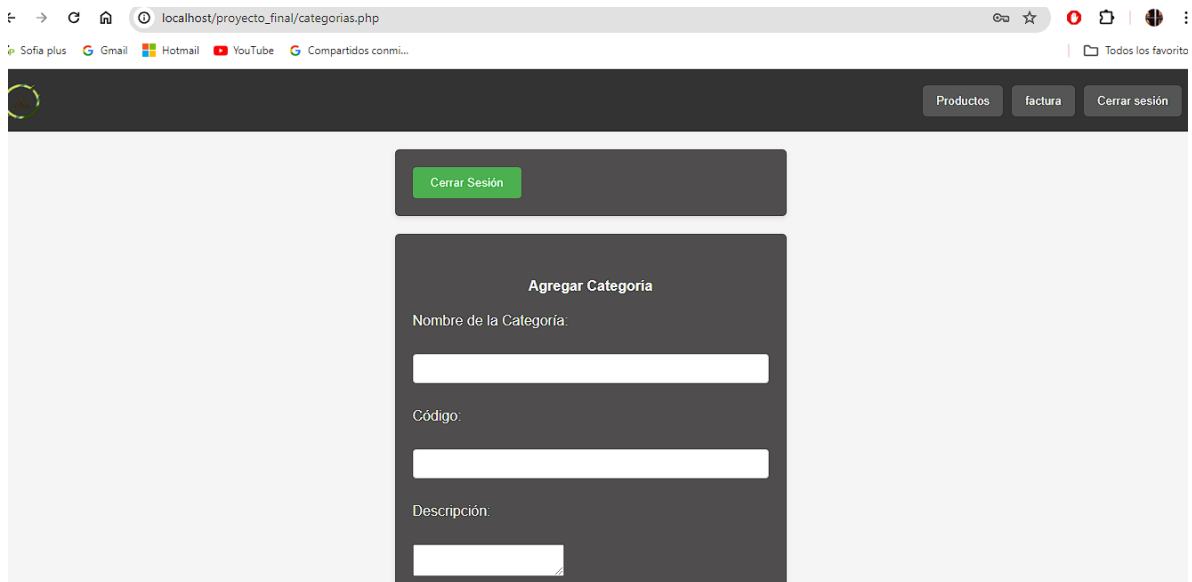 localhost/proyecto_final/categorias.php
Sofia plus Gmail Hotmail YouTube Compartidos conmi... Todos los favorito
Productos factura Cerrar sesión
Cerrar Sesión
Agregar Categoría
Nombre de la Categoría:
Código:
Descripción: